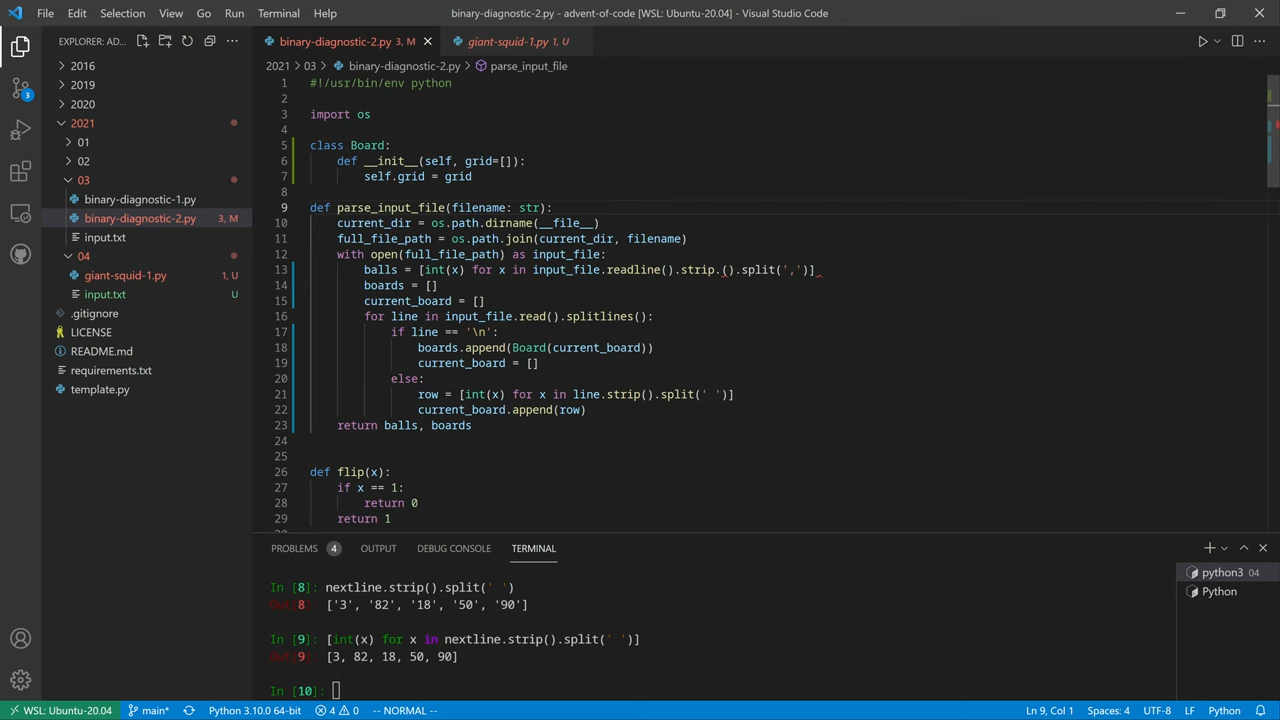 File Edit Selection View Go Run Terminal Help binary-diagnostic-2.py - advent-of-code [WSL: Ubuntu-20.04] - Visual Studio Code
EXPLORER: AD...
2016
2019
2020
2021
01
02
03
binary-diagnostic-1.py
binary-diagnostic-2.py 3, M
input.txt
04
giant-squid-1.py 1, U
input.txt U
.gitignore
LICENSE
README.md
requirements.txt
template.py
3
binary-diagnostic-2.py 3, M giant-squid-1.py 1, U
2021 > 03 > binary-diagnostic-2.py > parse_input_file
1 #!/usr/bin/env python
2
3 import os
4
5 class Board:
6 def __init__(self, grid=[]):
7 self.grid = grid
8
9 def parse_input_file(filename: str):
10 current_dir = os.path.dirname(__file__)
11 full_file_path = os.path.join(current_dir, filename)
12 with open(full_file_path) as input_file:
13 balls = [int(x) for x in input_file.readline().strip.().split(',')]
14 boards = []
15 current_board = []
16 for line in input_file.read().splitlines():
17 if line == '\n':
18 boards.append(Board(current_board))
19 current_board = []
20 else:
21 row = [int(x) for x in line.strip().split(' ')]
22 current_board.append(row)
23 return balls, boards
24
25
26 def flip(x):
27 if x == 1:
28 return 0
29 return 1
PROBLEMS 4 OUTPUT DEBUG CONSOLE TERMINAL
In [8]: nextline.strip().split(' ')
Out[8]: ['3', '82', '18', '50', '90']
In [9]: [int(x) for x in nextline.strip().split(' ')]
Out[9]: [3, 82, 18, 50, 90]
In [10]:
python3 04
Python
WSL: Ubuntu-20.04 main* Python 3.10.0 64-bit 4 0 -- NORMAL -- Ln 9, Col 1 Spaces: 4 UTF-8 LF Python